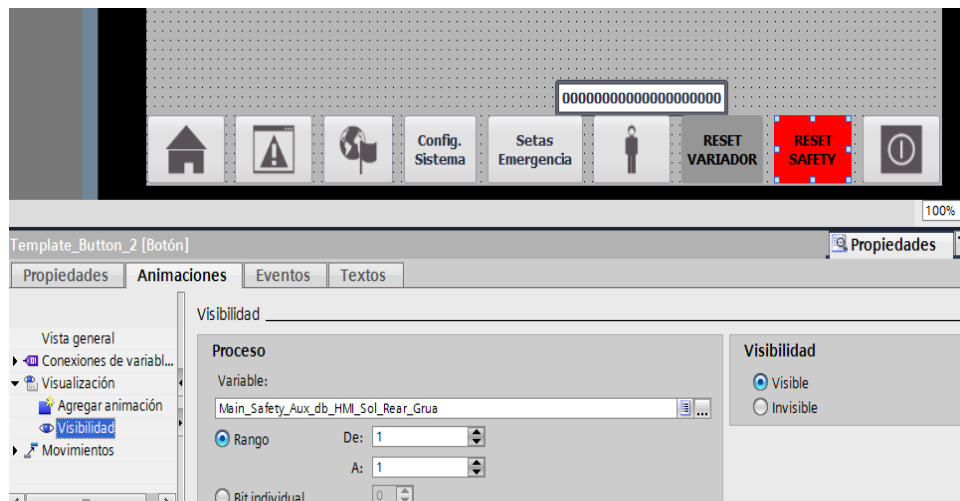 00000000000000000000
Config.
Sistema
Setas
Emergencia
RESET
VARIADOR
RESET
SAFETY
100%
Template_Button_2 [Botón]
Propiedades
Propiedades
Animaciones
Eventos
Textos
Visibilidad
Vista general
Conexiones de variabl...
Visualización
Agregar animación
Visibilidad
Movimientos
Proceso
Variable:
Main_Safety_Aux_db_HMI_Sol_Rear_Grua
...
Rango
De: 1
A: 1
Bit individual
0
Visibilidad
Visible
Invisible